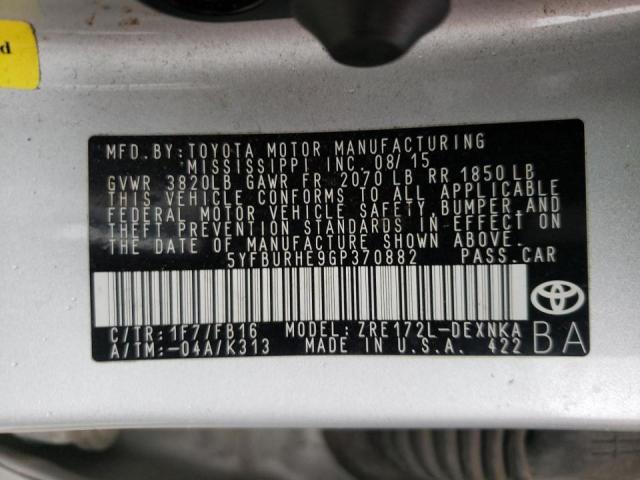 MFD. BY: TOYOTA MOTOR MANUFACTURING
MISSISSIPPI INC. 08/15
GVWR 3820LB GAWR FR 2070 LB RR 1850 LB
THIS VEHICLE CONFORMS TO ALL APPLICABLE
FEDERAL MOTOR VEHICLE SAFETY, BUMPER, AND
THEFT PREVENTION STANDARDS IN EFFECT ON
THE DATE OF MANUFACTURE SHOWN ABOVE.
5YFBURHE9GP370882 PASS. CAR
C/TR: 1F7/FB16 MODEL: ZRE172L-DEXNKA
A/TM: -04A/K313 MADE IN U.S.A. 422
BA